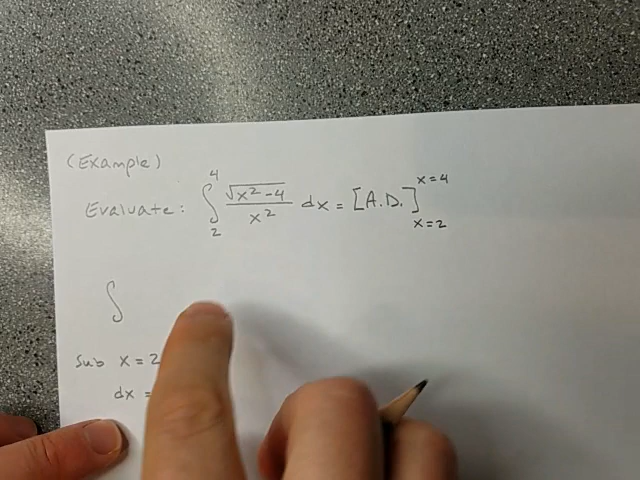 (Example)
Evaluate: ∫₂⁴ √(x²-4)/x² dx = [A.D.] x=4 x=2
∫
Sub x = 2
dx =